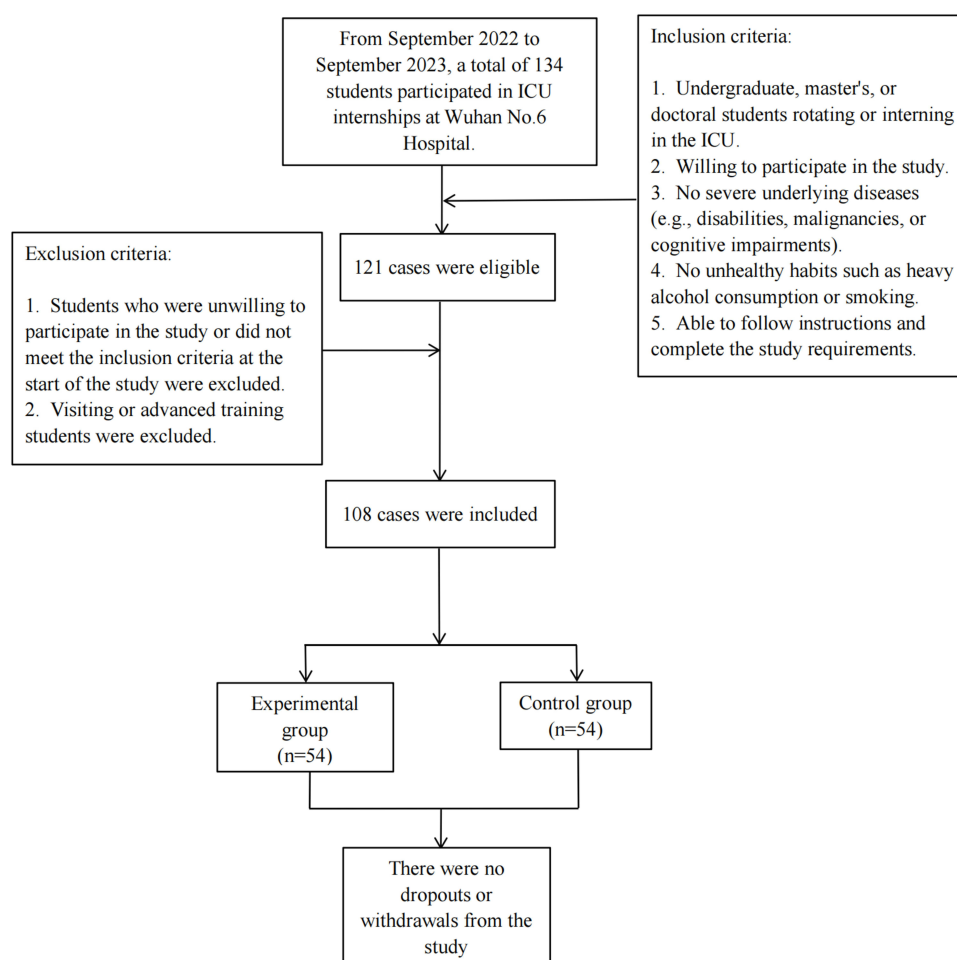 From September 2022 to
September 2023, a total of 134
students participated in ICU
internships at Wuhan No.6
Hospital.
Inclusion criteria:
1. Undergraduate, master's, or
doctoral students rotating or interning
in the ICU.
2. Willing to participate in the study.
3. No severe underlying diseases
(e.g., disabilities, malignancies, or
cognitive impairments).
4. No unhealthy habits such as heavy
alcohol consumption or smoking.
5. Able to follow instructions and
complete the study requirements.
121 cases were eligible
Exclusion criteria:
1. Students who were unwilling to
participate in the study or did not
meet the inclusion criteria at the
start of the study were excluded.
2. Visiting or advanced training
students were excluded.
108 cases were included
Experimental
group
(n=54)
Control group
(n=54)
There were no
dropouts or
withdrawals from the
study